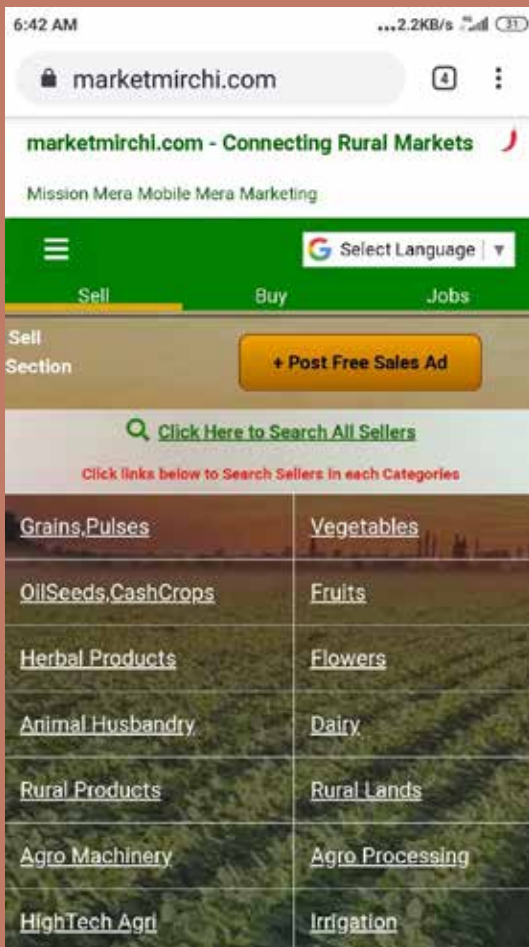 6:42 AM ...2.2KB/s 31
marketmirchi.com 4
marketmirchi.com - Connecting Rural Markets
Mission Mera Mobile Mera Marketing
G Select Language ▼
Sell Buy Jobs
Sell
Section
+ Post Free Sales Ad
Click Here to Search All Sellers
Click links below to Search Sellers in each Categories
Grains,Pulses Vegetables
OilSeeds,CashCrops Fruits
Herbal Products Flowers
Animal Husbandry Dairy
Rural Products Rural Lands
Agro Machinery Agro Processing
HighTech Agri Irrigation